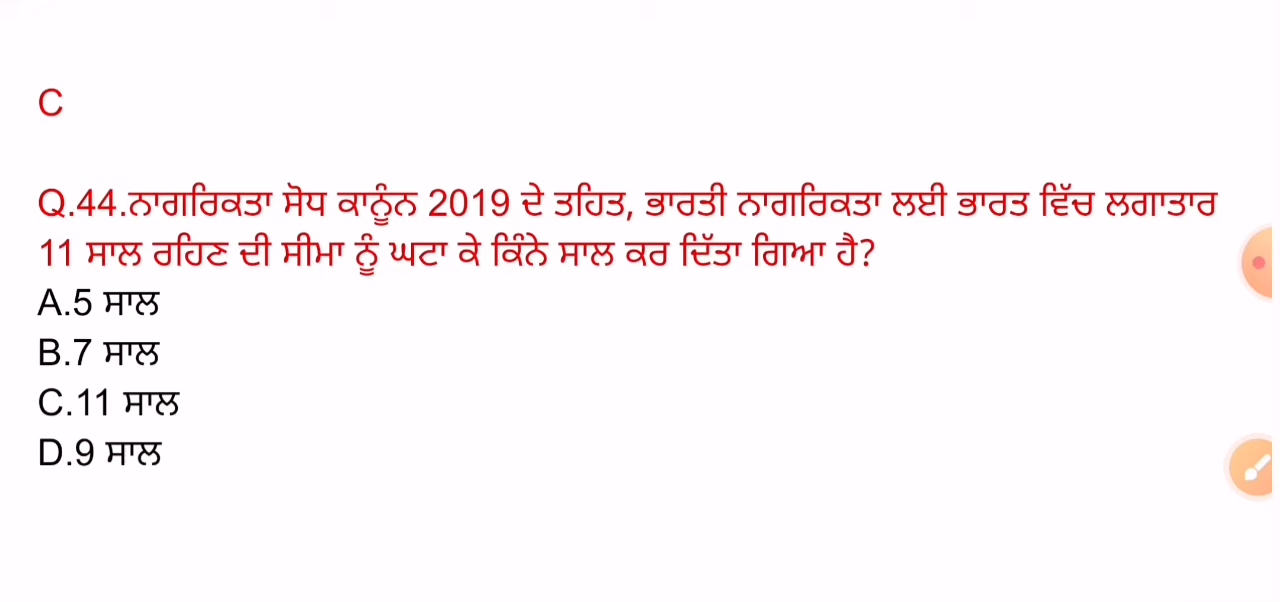 C
Q.44.ਨਾਗਰਿਕਤਾ ਸੋਧ ਕਾਨੂੰਨ 2019 ਦੇ ਤਹਿਤ, ਭਾਰਤੀ ਨਾਗਰਿਕਤਾ ਲਈ ਭਾਰਤ ਵਿੱਚ ਲਗਾਤਾਰ
11 ਸਾਲ ਰਹਿਣ ਦੀ ਸੀਮਾ ਨੂੰ ਘਟਾ ਕੇ ਕਿੰਨੇ ਸਾਲ ਕਰ ਦਿੱਤਾ ਗਿਆ ਹੈ?
A.5 ਸਾਲ
B.7 ਸਾਲ
C.11 ਸਾਲ
D.9 ਸਾਲ